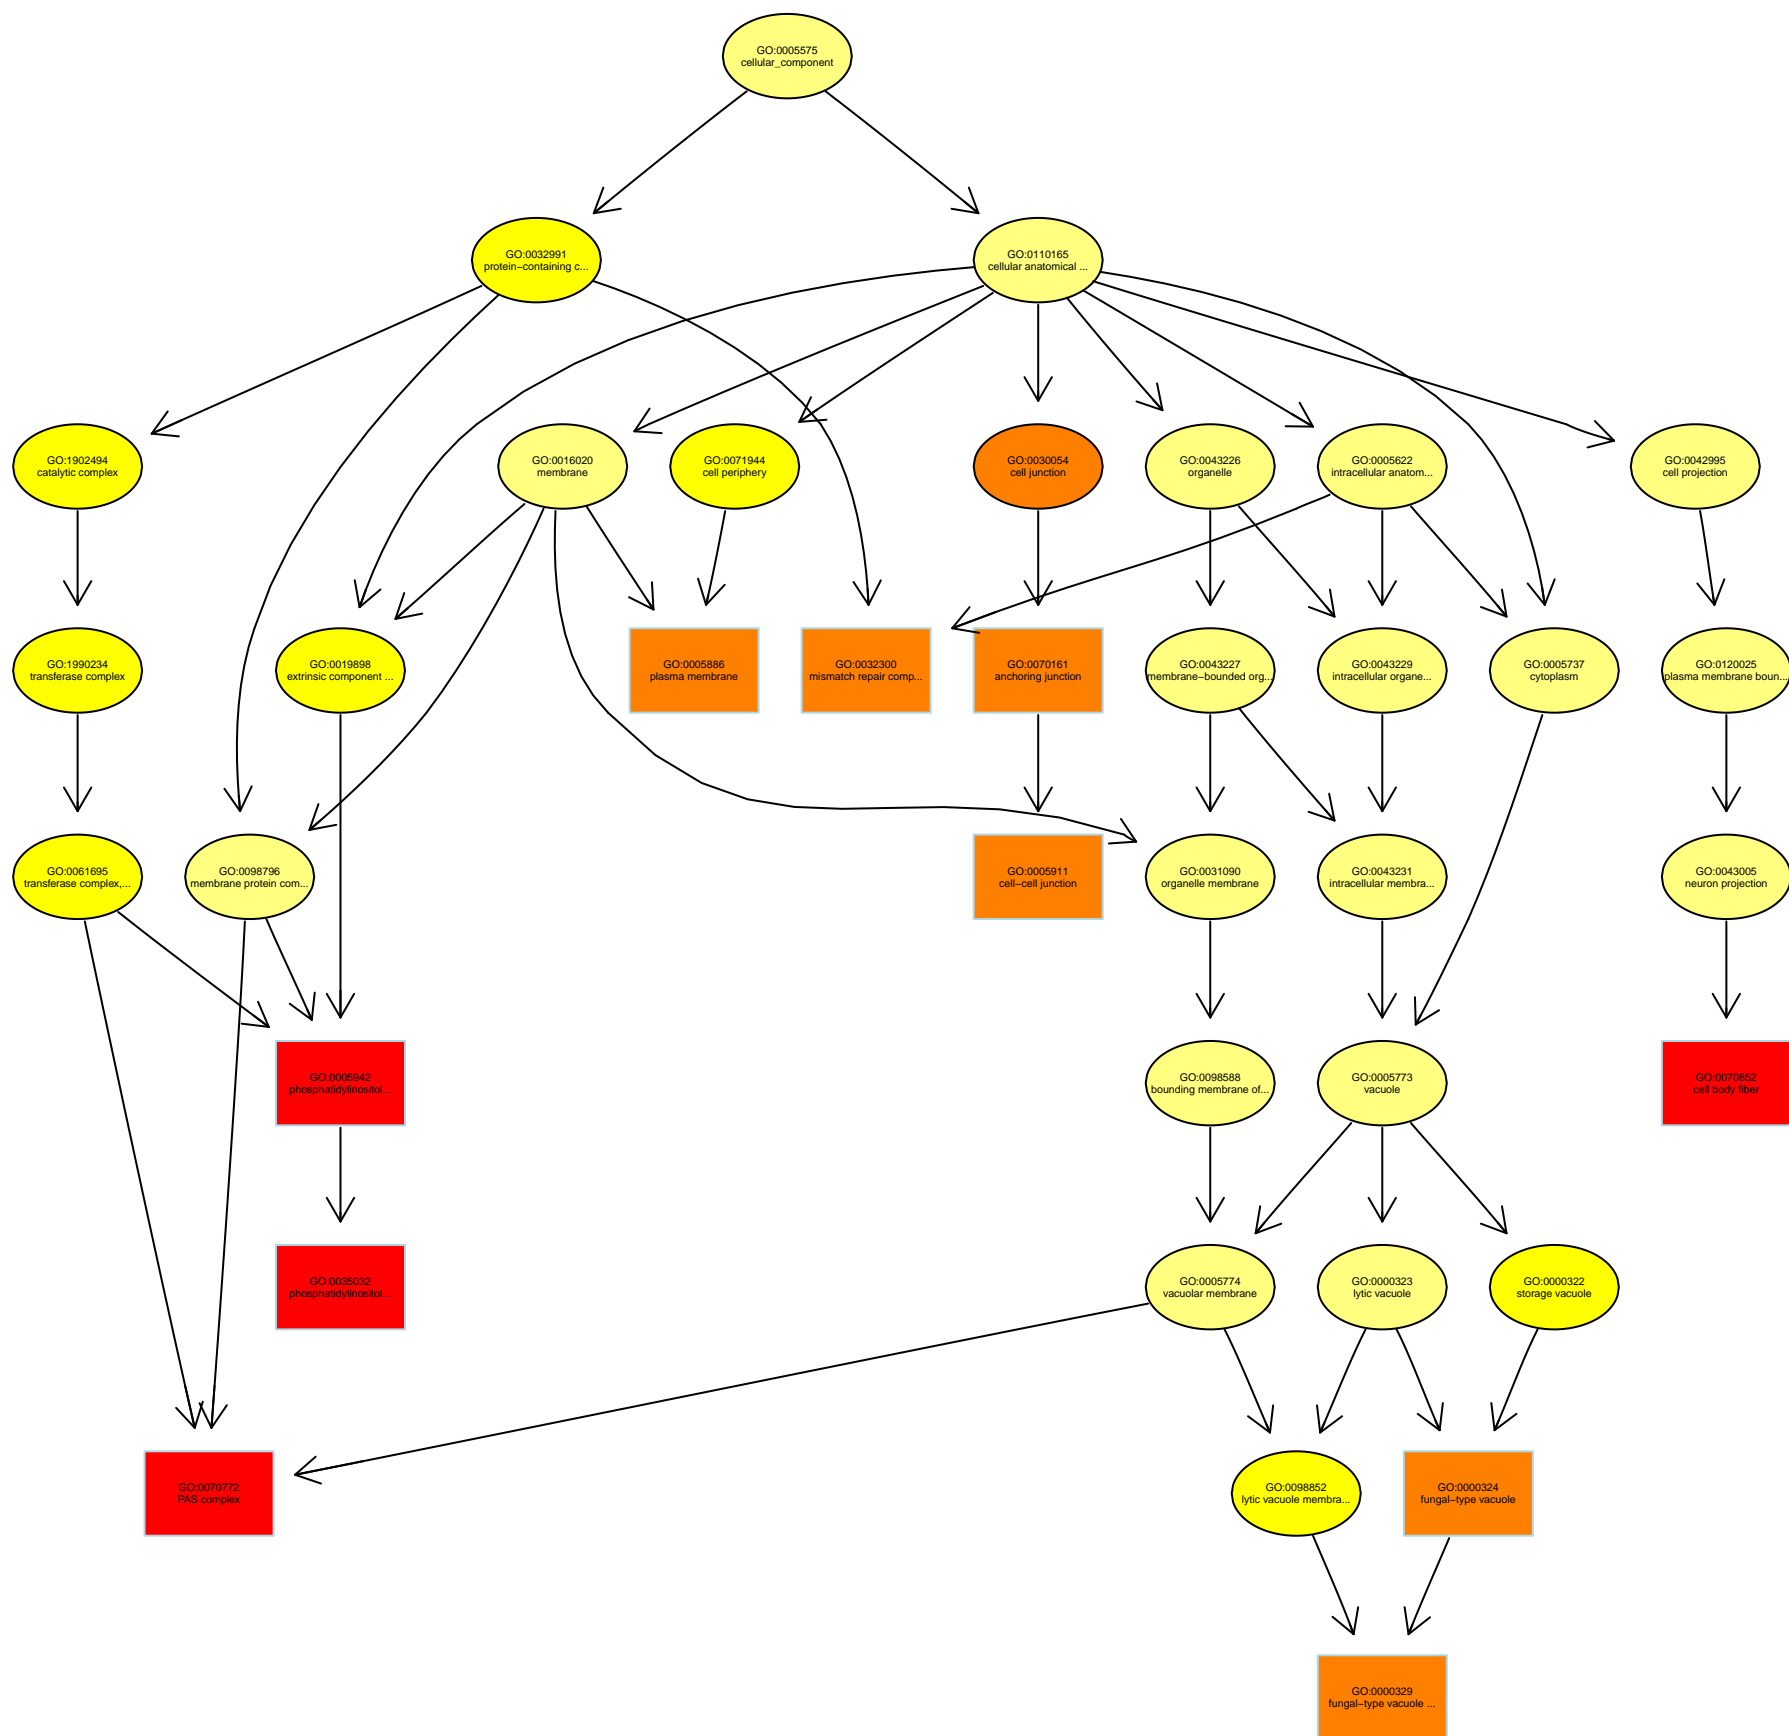 GO:0005575
cellular_component
GO:0032991
protein−containing c...
GO:0110165
cellular anatomical ...
GO:1902494
catalytic complex
GO:0016020
membrane
GO:0071944
cell periphery
GO:0030054
cell junction
GO:0043226
organelle
GO:0005622
intracellular anatom...
GO:0042995
cell projection
GO:1990234
transferase complex
GO:0019898
extrinsic component ...
GO:0005886
plasma membrane
GO:0032300
mismatch repair comp...
GO:0070161
anchoring junction
GO:0043227
membrane−bounded org...
GO:0043229
intracellular organe...
GO:0005737
cytoplasm
GO:0120025
plasma membrane boun...
GO:0061695
transferase complex,...
GO:0098796
membrane protein com...
GO:0005911
cell−cell junction
GO:0031090
organelle membrane
GO:0043231
intracellular membra...
GO:0043005
neuron projection
GO:0005942
phosphatidylinositol...
GO:0098588
bounding membrane of...
GO:0005773
vacuole
GO:0070852
cell body fiber
GO:0035032
phosphatidylinositol...
GO:0005774
vacuolar membrane
GO:0000323
lytic vacuole
GO:0000322
storage vacuole
GO:0070772
PAS complex
GO:0098852
lytic vacuole membra...
GO:0000324
fungal−type vacuole
GO:0000329
fungal−type vacuole ...